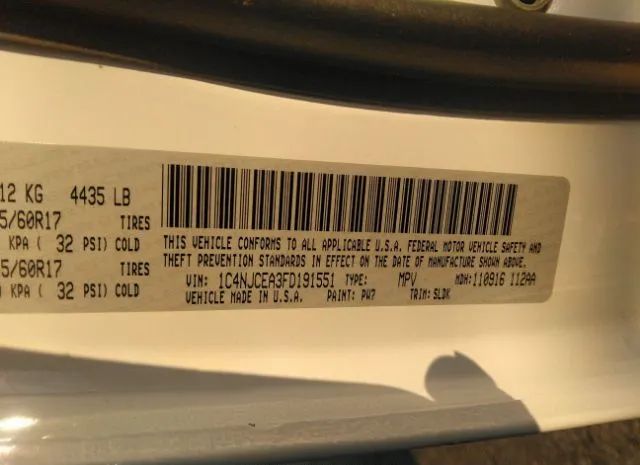 12 KG 4435 LB
5/60R17 TIRES
KPA ( 32 PSI) COLD
5/60R17 TIRES
KPA ( 32 PSI) COLD
THIS VEHICLE CONFORMS TO ALL APPLICABLE U.S.A. FEDERAL MOTOR VEHICLE SAFETY AND
THEFT PREVENTION STANDARDS IN EFFECT ON THE DATE OF MANUFACTURE SHOWN ABOVE
VIN: 1C4NJCEA3FD191551 TYPE: MPV MDH: 110916 112AA
VEHICLE MADE IN U.S.A. PAINT: PW7 TRIM: SLDK